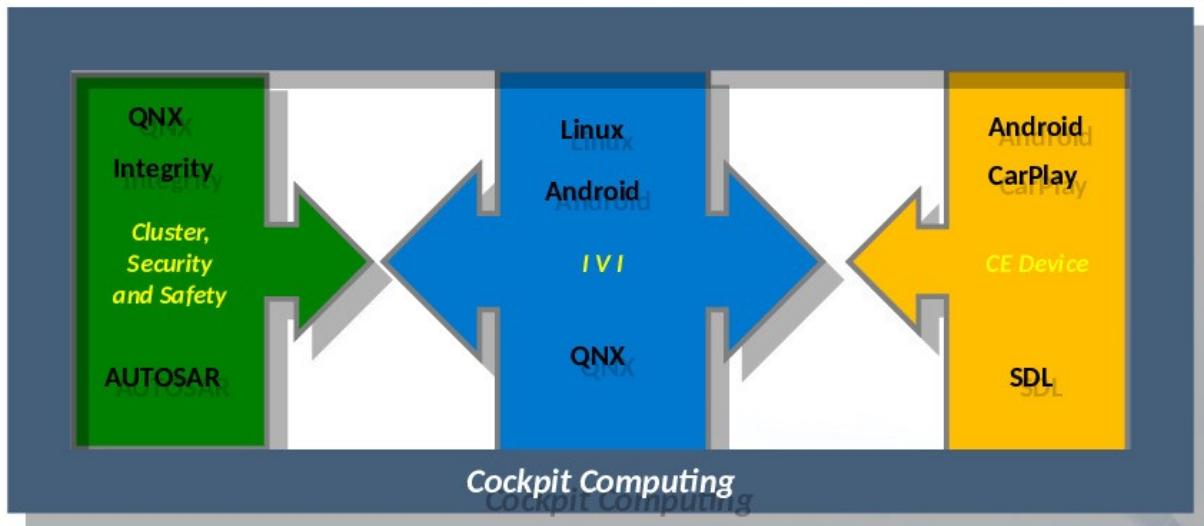 QNX
Integrity
Cluster,
Security
and Safety
AUTOSAR
Linux
Android
I V I
QNX
Android
CarPlay
CE Device
SDL
Cockpit Computing